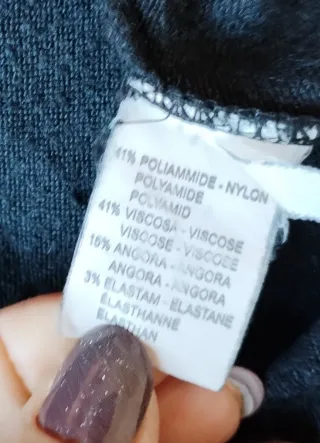 41% POLIAMMIDE - NYLON
POLYAMIDE
POLYAMID
41% VISCOSA - VISCOSE
VISCOSE - VISCOSE
15% ANGORA - ANGORA
ANGORA - ANGORA
3% ELASTAM - ELASTANE
ELASTHANNE
ELASTHAN